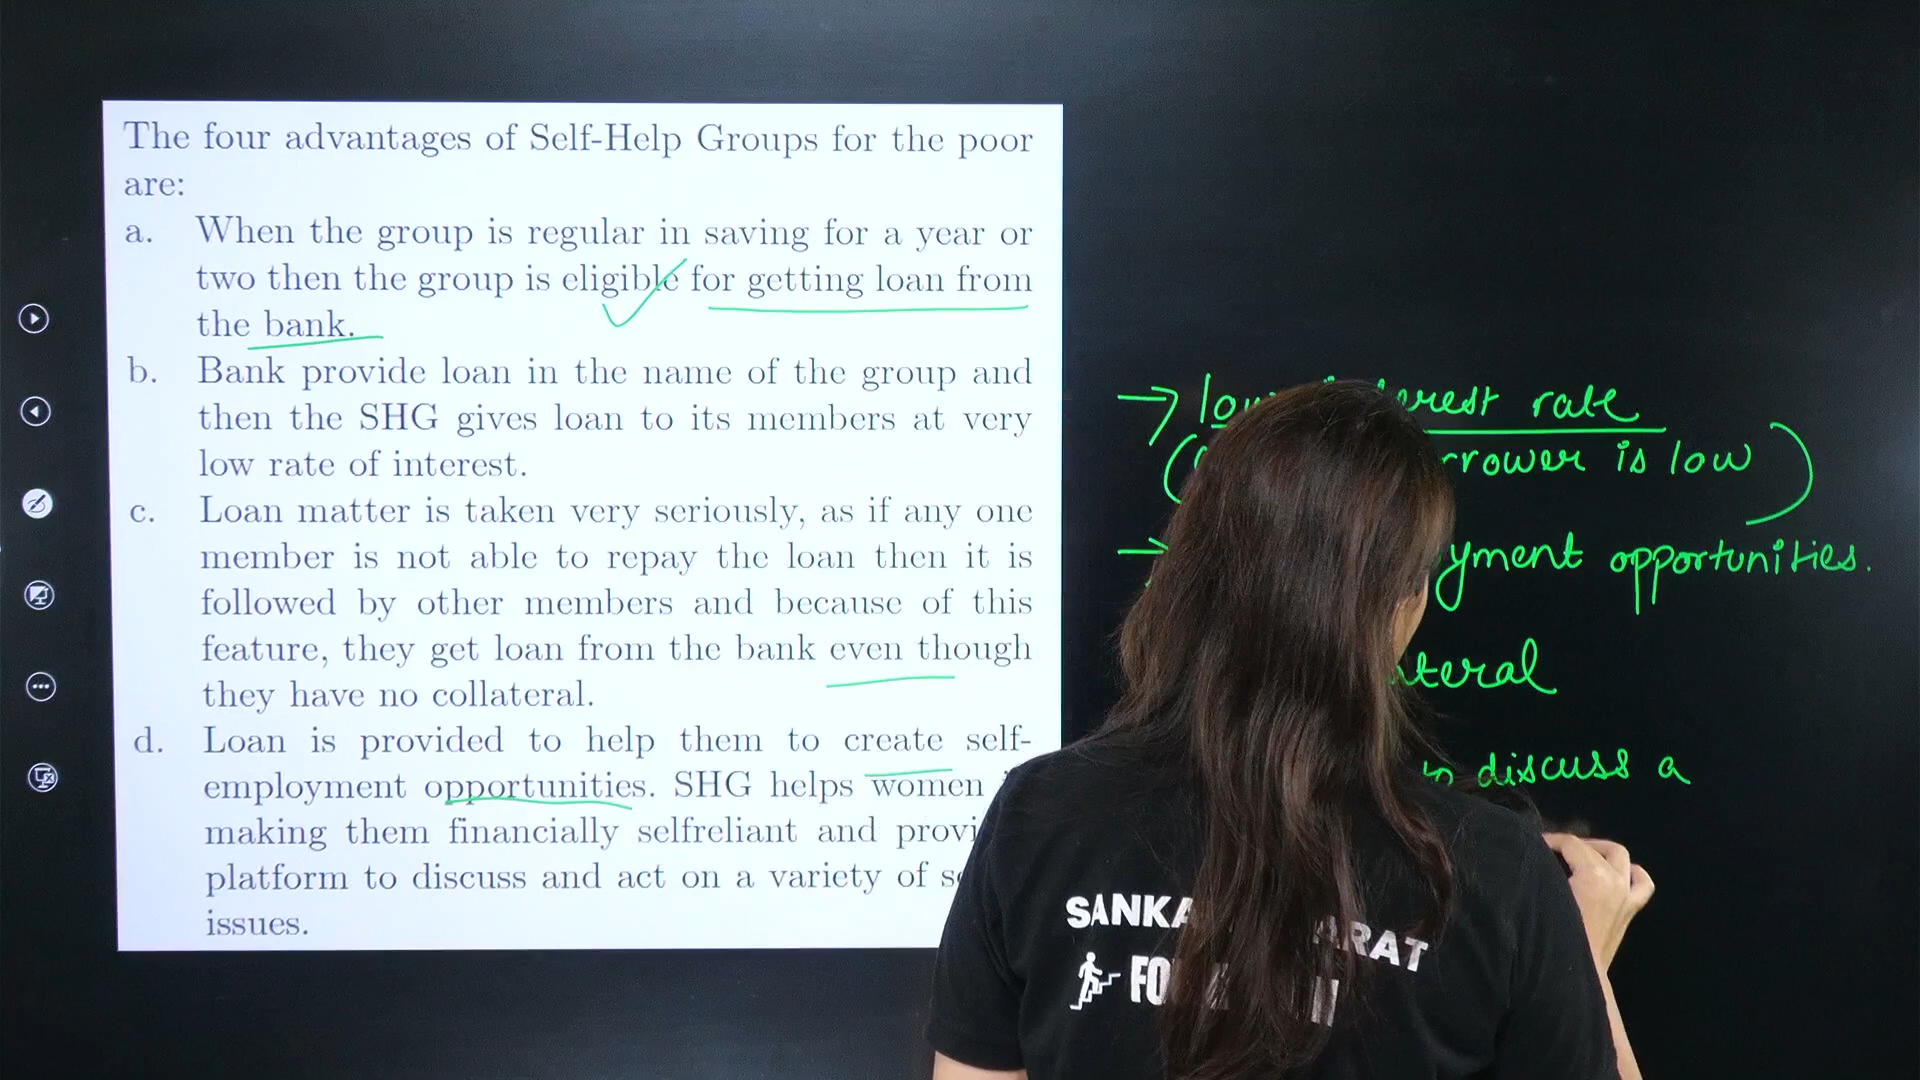 The four advantages of Self-Help Groups for the poor
are:
a. When the group is regular in saving for a year or
two then the group is eligible for getting loan from
the bank.
b. Bank provide loan in the name of the group and
then the SHG gives loan to its members at very
low rate of interest.
c. Loan matter is taken very seriously, as if any one
member is not able to repay the loan then it is
followed by other members and because of this
feature, they get loan from the bank even though
they have no collateral.
d. Loan is provided to help them to create self-
employment opportunities. SHG helps women
making them financially selfreliant and
platform to discuss and act on a variety of
issues.
→ rate
is low
→ opportunities.
discuss a